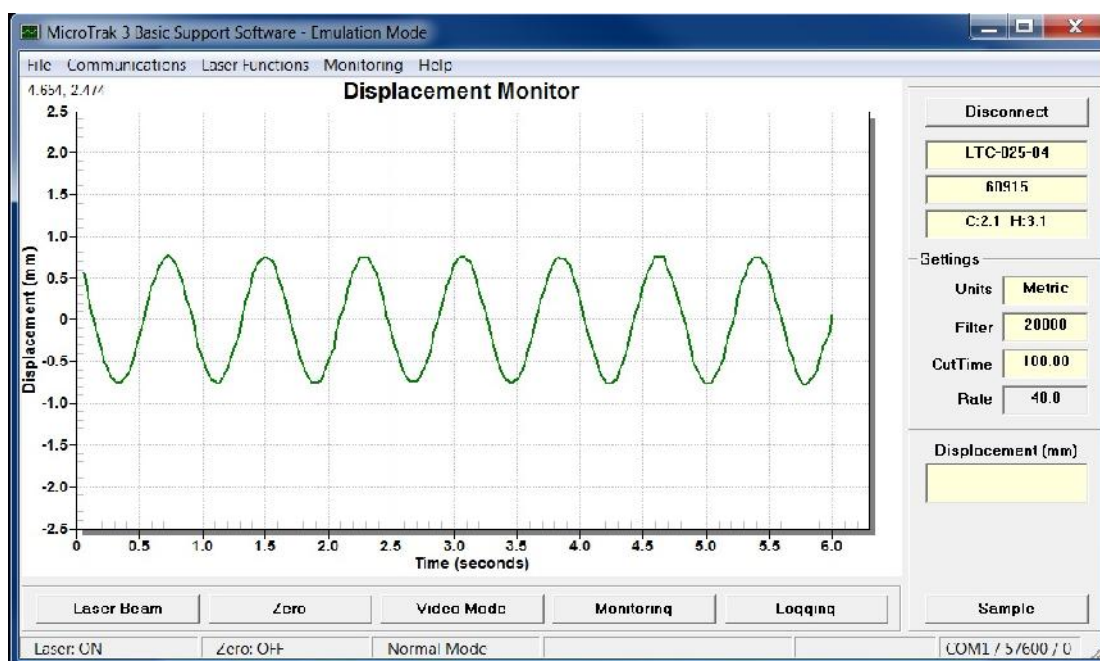 MicroTrak 3 Basic Support Software - Emulation Mode
File Communications Laser Functions Monitoring Help
4.654, 2.474
Displacement Monitor
Disconnect
LTC-025-04
60915
C:2.1 H:3.1
Settings
Units Metric
Filter 20000
CutTime 100.00
Rate 40.0
Displacement (mm)
Displacement (mm)
2.5
2.0
1.5
1.0
0.5
0
-0.5
-1.0
-1.5
-2.0
-2.5
0 0.5 1.0 1.5 2.0 2.5 3.0 3.5 4.0 4.5 5.0 5.5 6.0
Time (seconds)
Laser Beam Zero Video Mode Monitoring Logging Sample
Laser: ON Zero: OFF Normal Mode COM1 / 57600 / 0